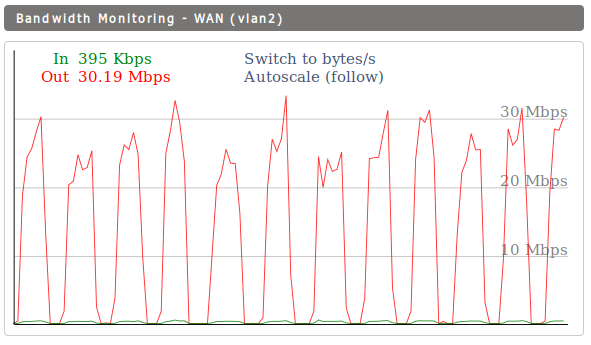 Bandwidth Monitoring - WAN (vlan2)
In 395 Kbps
Switch to bytes/s
Out 30.19 Mbps
Autoscale (follow)
30 Mbps
20 Mbps
10 Mbps